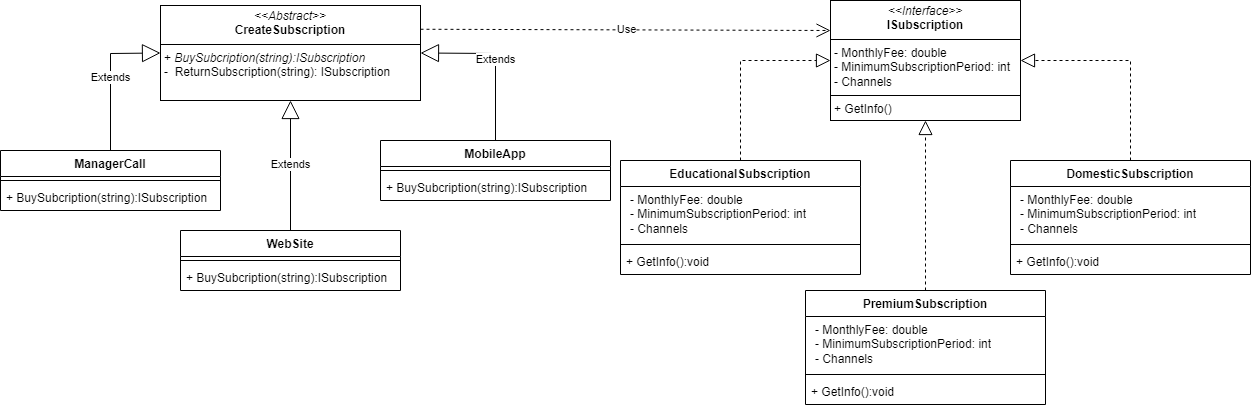 <<Abstract>>
CreateSubscription
+ BuySubcription(string):ISubscription
- ReturnSubscription(string): ISubscription
Use
<<Interface>>
ISubscription
- MonthlyFee: double
- MinimumSubscriptionPeriod: int
- Channels
+ GetInfo()
Extends
Extends
Extends
ManagerCall
+ BuySubcription(string):ISubscription
MobileApp
+ BuySubcription(string):ISubscription
WebSite
+ BuySubcription(string):ISubscription
EducationalSubscription
- MonthlyFee: double
- MinimumSubscriptionPeriod: int
- Channels
+ GetInfo():void
DomesticSubscription
- MonthlyFee: double
- MinimumSubscriptionPeriod: int
- Channels
+ GetInfo():void
PremiumSubscription
- MonthlyFee: double
- MinimumSubscriptionPeriod: int
- Channels
+ GetInfo():void